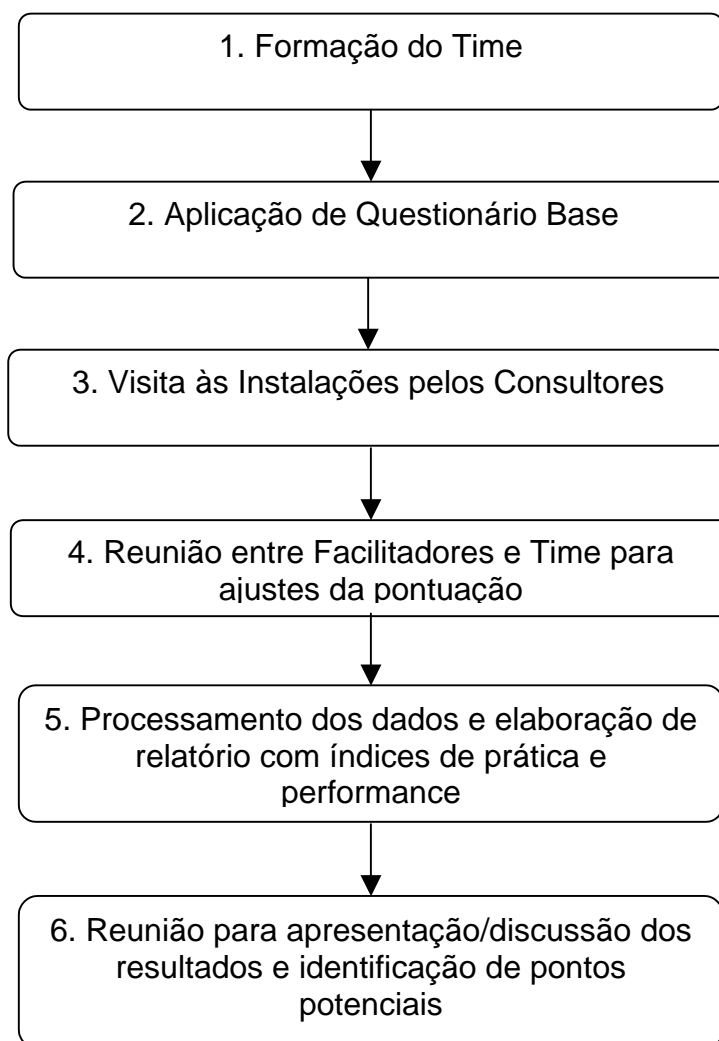 1. Formação do Time
2. Aplicação de Questionário Base
3. Visita às Instalações pelos Consultores
4. Reunião entre Facilitadores e Time para
ajustes da pontuação
5. Processamento dos dados e elaboração de
relatório com índices de prática e
performance
6. Reunião para apresentação/discussão dos
resultados e identificação de pontos
potenciais